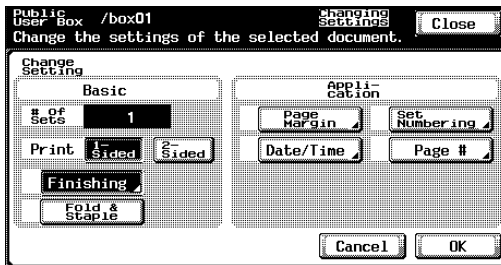 Public
User Box /box01
Changing
Settings
Close
Change the settings of the selected document.
Change
Setting
Basic
Appli-
cation
# of
Sets
1
Page
Margin
Set
Numbering
Print
1-
Sided
2-
Sided
Date/Time
Page #
Finishing
Fold &
Staple
Cancel
OK